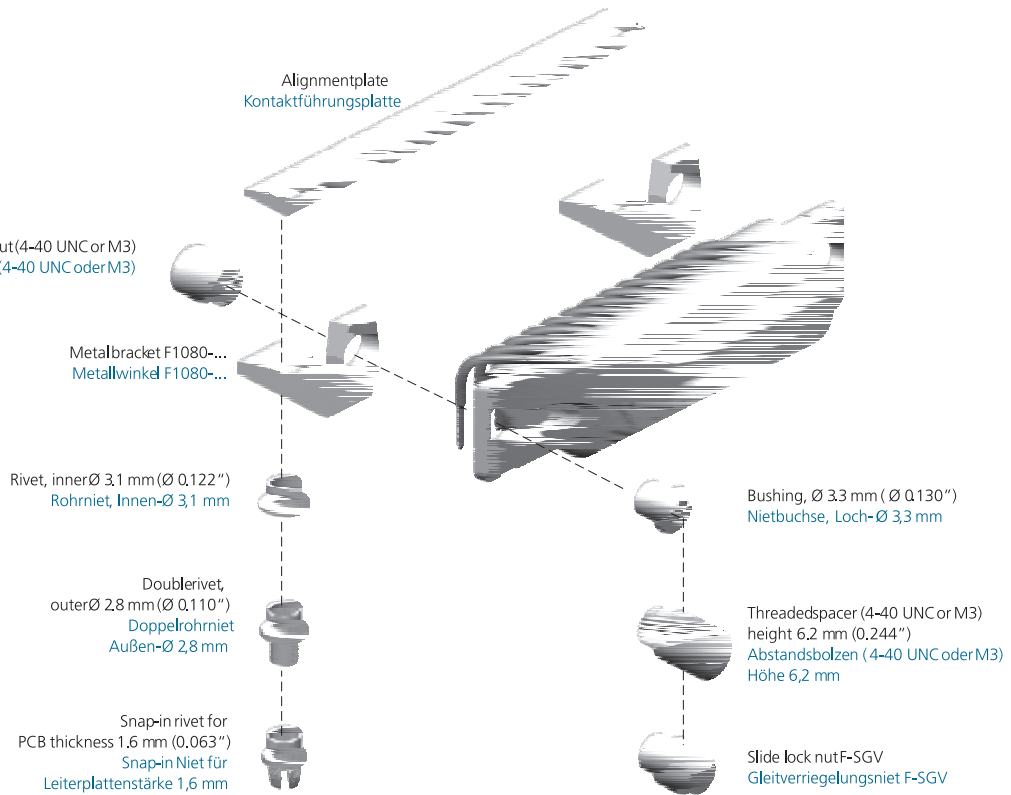 Alignmentplate
Kontaktführungsplatte
(4-40 UNC or M3)
(4-40 UNC oder M3)
Metal bracket F1080-...
Metallwinkel F1080-...
Rivet, inner Ø 3.1 mm (Ø 0.122")
Rohrniet, Innen-Ø 3,1 mm
Doublerivet,
outer Ø 2.8 mm (Ø 0.110")
Doppelrohrniet
Außen-Ø 2,8 mm
Snap-in rivet for
PCB thickness 1.6 mm (0.063")
Snap-in Niet für
Leiterplattenstärke 1,6 mm
Bushing, Ø 3.3 mm ( Ø 0.130")
Nietbuchse, Loch- Ø 3,3 mm
Threadedspacer (4-40 UNC or M3)
height 6.2 mm (0.244")
Abstandsbolzen ( 4-40 UNC oder M3)
Höhe 6,2 mm
Slide lock nut F-SGV
Gleitverriegelungsniet F-SGV